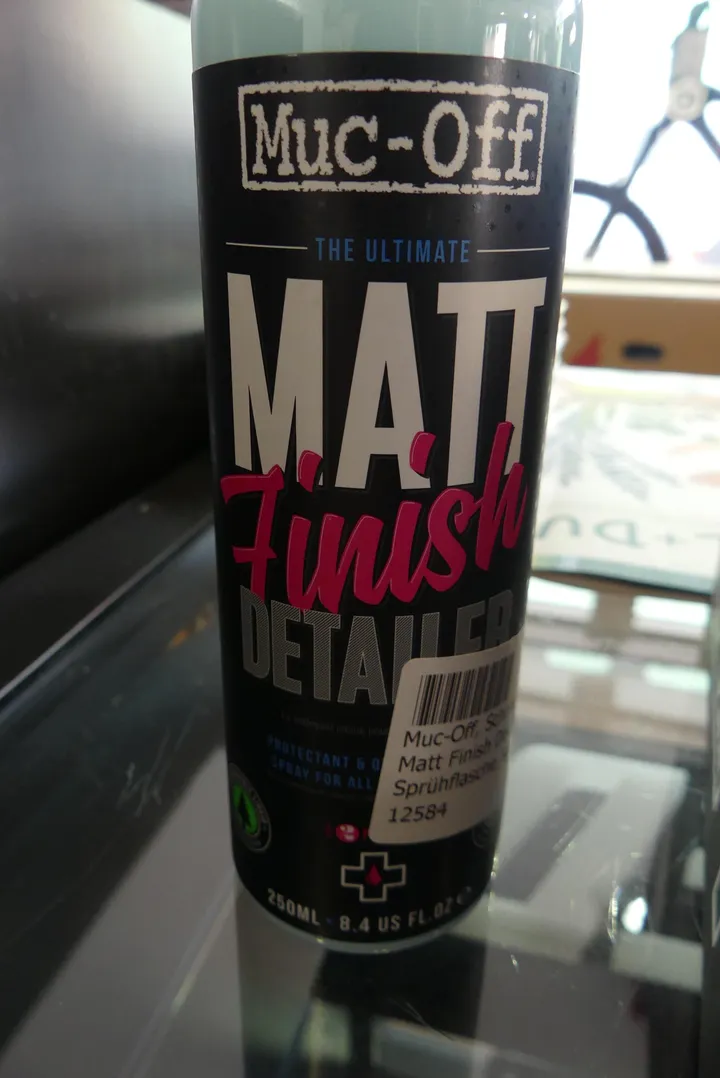 Muc-Off
THE ULTIMATE
MATT
Finish
DETAILER
PROTECTANT &
SPRAY FOR ALL
Muc-Off,
Matt Finish
Sprühflasche
12584
250ML - 8.4 US FL.OZ e